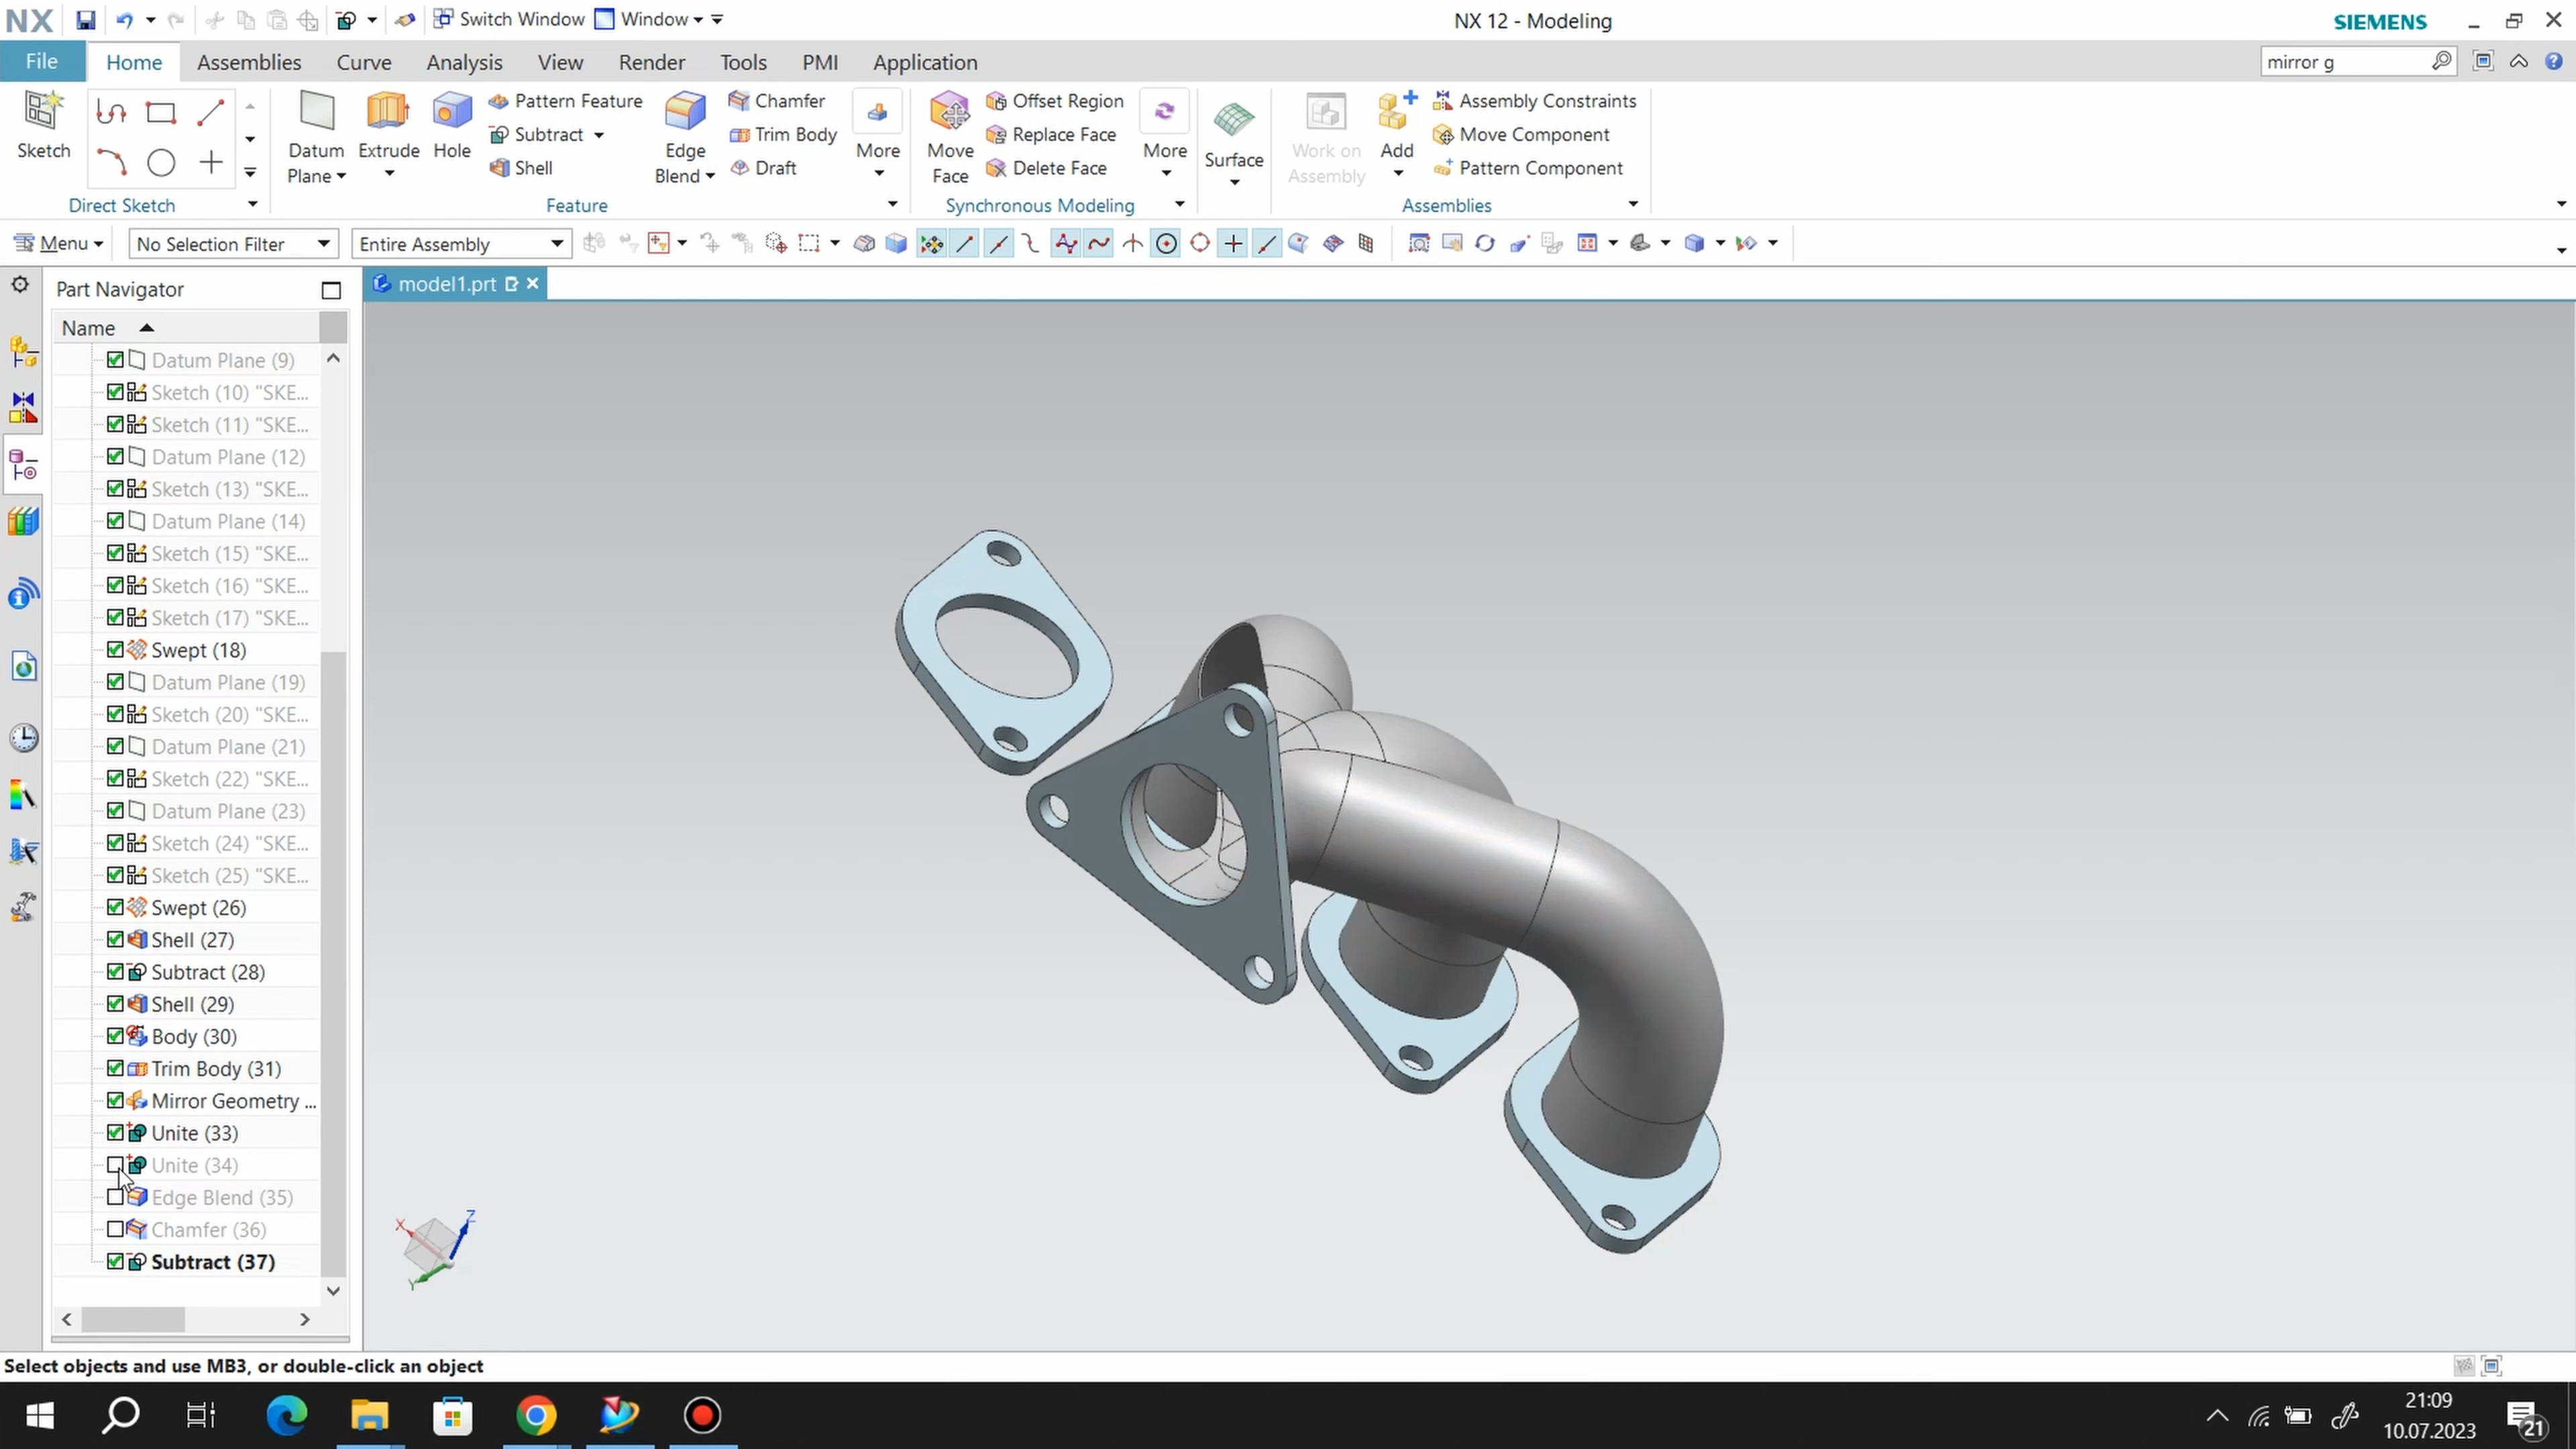 NX
Switch Window
Window
NX 12 - Modeling
SIEMENS
File
Home
Assemblies
Curve
Analysis
View
Render
Tools
PMI
Application
mirror g
Sketch
Direct Sketch
Datum Plane
Extrude
Hole
Pattern Feature
Subtract
Shell
Edge Blend
Chamfer
Trim Body
Draft
More
Feature
Move Face
Offset Region
Replace Face
Delete Face
More
Synchronous Modeling
Surface
Work on Assembly
Add
Assembly Constraints
Move Component
Pattern Component
Assemblies
Menu
No Selection Filter
Entire Assembly
Part Navigator
model1.prt
Name
Datum Plane (9)
Sketch (10) "SKE...
Sketch (11) "SKE...
Datum Plane (12)
Sketch (13) "SKE...
Datum Plane (14)
Sketch (15) "SKE...
Sketch (16) "SKE...
Sketch (17) "SKE...
Swept (18)
Datum Plane (19)
Sketch (20) "SKE...
Datum Plane (21)
Sketch (22) "SKE...
Datum Plane (23)
Sketch (24) "SKE...
Sketch (25) "SKE...
Swept (26)
Shell (27)
Subtract (28)
Shell (29)
Body (30)
Trim Body (31)
Mirror Geometry ...
Unite (33)
Unite (34)
Edge Blend (35)
Chamfer (36)
Subtract (37)
X
Z
Y
Select objects and use MB3, or double-click an object
21:09
10.07.2023
21